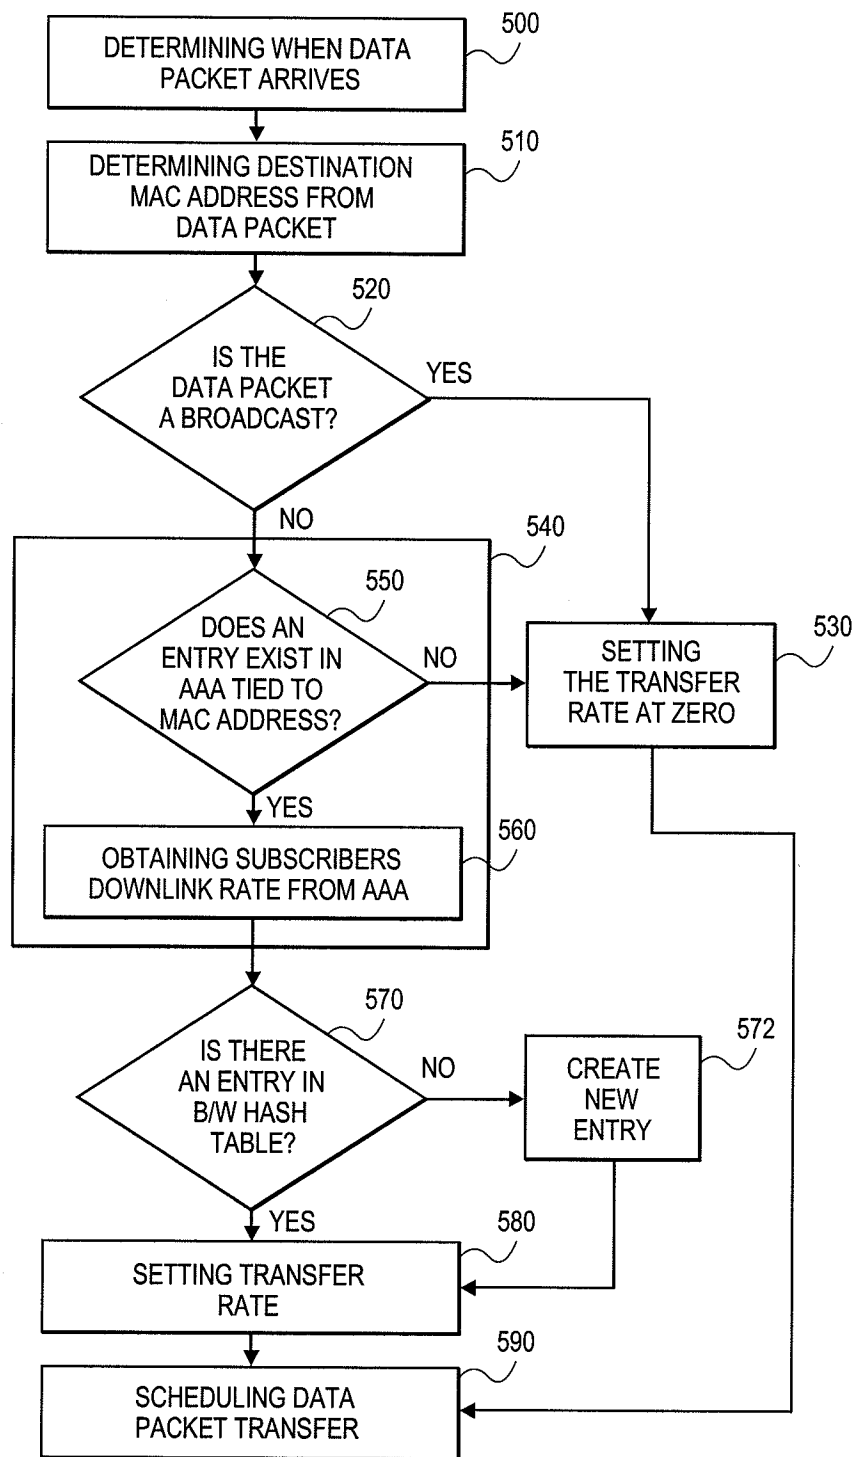 500
DETERMINING WHEN DATA
PACKET ARRIVES
510
DETERMINING DESTINATION
MAC ADDRESS FROM
DATA PACKET
520
IS THE
DATA PACKET
A BROADCAST?
YES
NO
540
550
DOES AN
ENTRY EXIST IN
AAA TIED TO
MAC ADDRESS?
NO
530
SETTING
THE TRANSFER
RATE AT ZERO
YES
560
OBTAINING SUBSCRIBERS
DOWNLINK RATE FROM AAA
570
IS THERE
AN ENTRY IN
B/W HASH
TABLE?
NO
572
CREATE
NEW
ENTRY
YES
580
SETTING TRANSFER
RATE
590
SCHEDULING DATA
PACKET TRANSFER